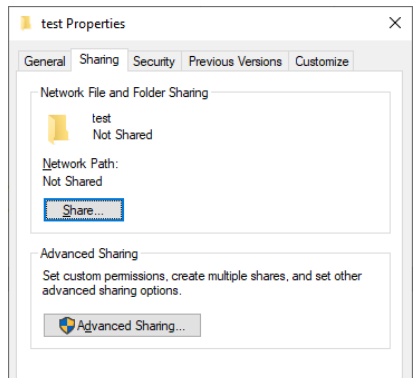 test Properties
General Sharing Security Previous Versions Customize
Network File and Folder Sharing
test
Not Shared
Network Path:
Not Shared
Share...
Advanced Sharing
Set custom permissions, create multiple shares, and set other
advanced sharing options.
Advanced Sharing...